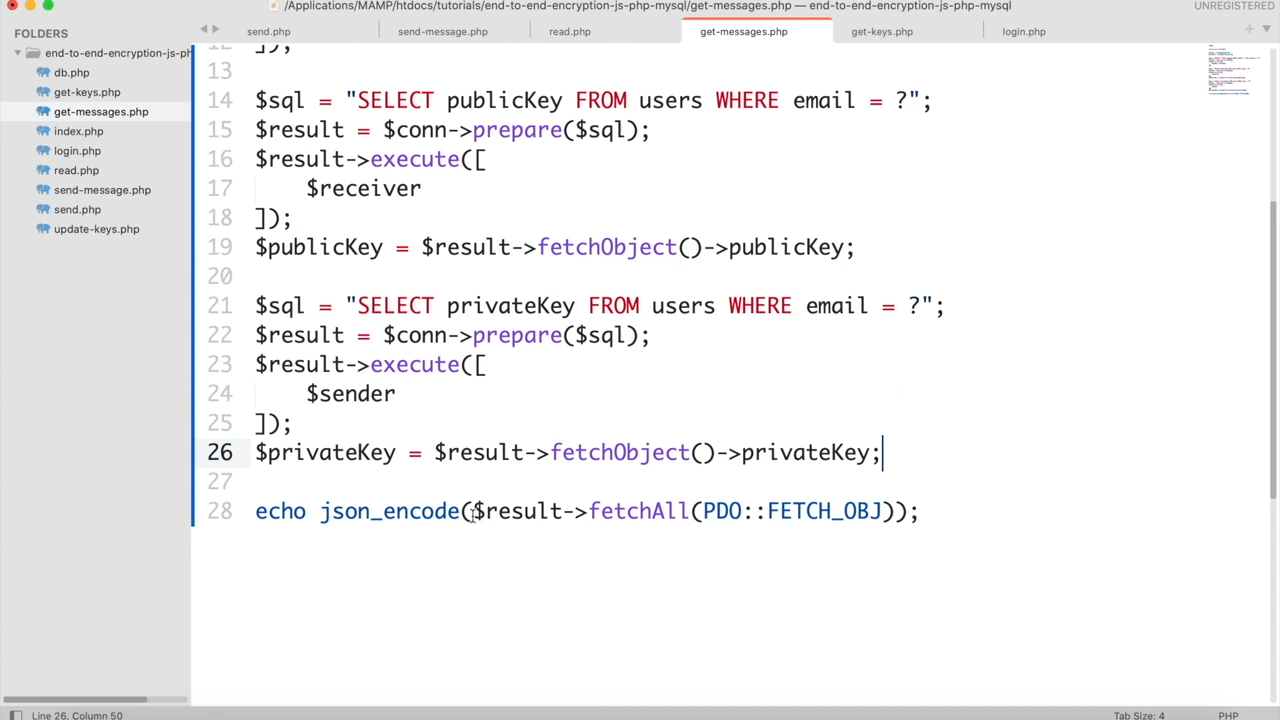 /Applications/MAMP/htdocs/tutorials/end-to-end-encryption-js-php-mysql/get-messages.php — end-to-end-encryption-js-php-mysql
UNREGISTERED
FOLDERS
end-to-end-encryption-js-ph
db.php
get-keys.php
get-messages.php
index.php
login.php
read.php
send-message.php
send.php
update-keys.php
send.php
send-message.php
read.php
get-messages.php
get-keys.php
login.php
12 ]);
13
14 $sql = "SELECT publicKey FROM users WHERE email = ?";
15 $result = $conn->prepare($sql);
16 $result->execute([
17     $receiver
18 ]);
19 $publicKey = $result->fetchObject()->publicKey;
20
21 $sql = "SELECT privateKey FROM users WHERE email = ?";
22 $result = $conn->prepare($sql);
23 $result->execute([
24     $sender
25 ]);
26 $privateKey = $result->fetchObject()->privateKey;
27
28 echo json_encode($result->fetchAll(PDO::FETCH_OBJ));
Line 26, Column 50
Tab Size: 4
PHP